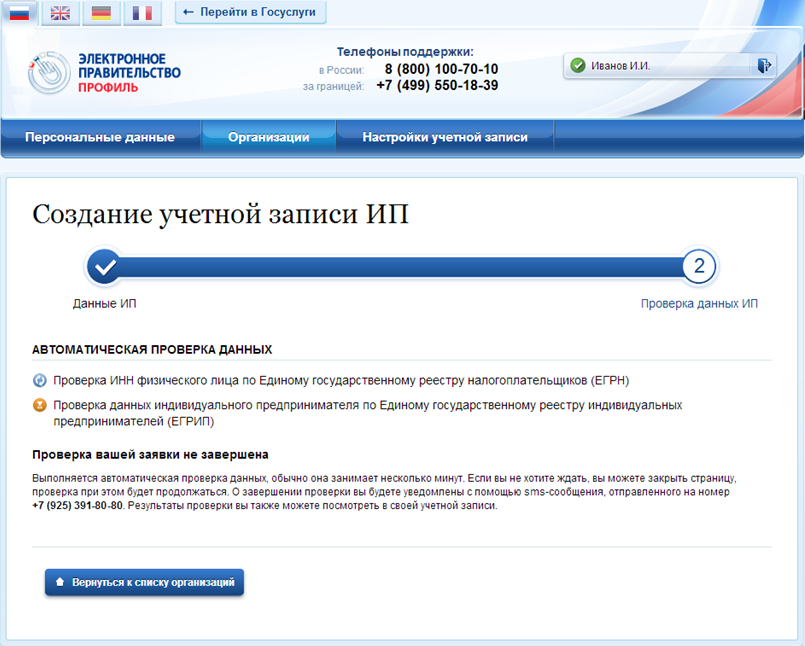 ← Перейти в Госуслуги
ЭЛЕКТРОННОЕ
ПРАВИТЕЛЬСТВО
ПРОФИЛЬ
Телефоны поддержки:
в России: 8 (800) 100-70-10
за границей: +7 (499) 550-18-39
Иванов И.И.
Персональные данные Организации Настройки учетной записи
Создание учетной записи ИП
2
Данные ИП Проверка данных ИП
АВТОМАТИЧЕСКАЯ ПРОВЕРКА ДАННЫХ
Проверка ИНН физического лица по Единому государственному реестру налогоплательщиков (ЕГРН)
Проверка данных индивидуального предпринимателя по Единому государственному реестру индивидуальных
предпринимателей (ЕГРИП)
Проверка вашей заявки не завершена
Выполняется автоматическая проверка данных, обычно она занимает несколько минут. Если вы не хотите ждать, вы можете закрыть страницу,
проверка при этом будет продолжаться. О завершении проверки вы будете уведомлены с помощью sms-сообщения, отправленного на номер
+7 (925) 391-80-80. Результаты проверки вы также можете посмотреть в своей учетной записи.
Вернуться к списку организаций